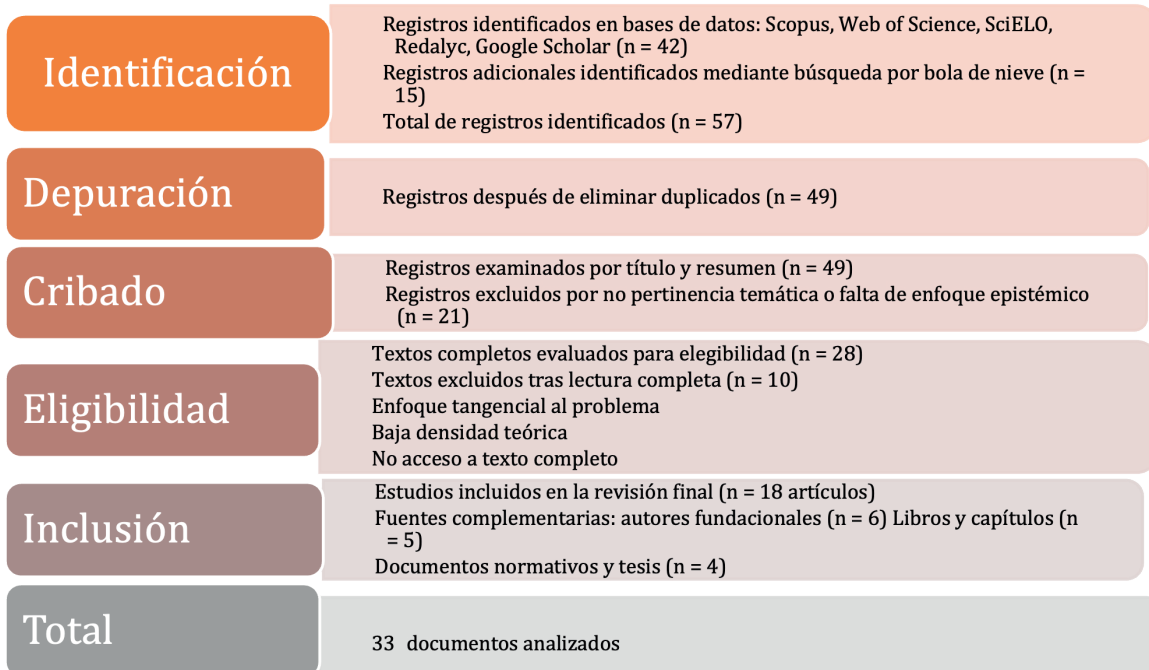 Identificación
Registros identificados en bases de datos: Scopus, Web of Science, SciELO,
Redalyc, Google Scholar (n = 42)
Registros adicionales identificados mediante búsqueda por bola de nieve (n =
15)
Total de registros identificados (n = 57)
Depuración
Registros después de eliminar duplicados (n = 49)
Cribado
Registros examinados por título y resumen (n = 49)
Registros excluidos por no pertinencia temática o falta de enfoque epistémico
(n = 21)
Eligibilidad
Textos completos evaluados para elegibilidad (n = 28)
Textos excluidos tras lectura completa (n = 10)
Enfoque tangencial al problema
Baja densidad teórica
No acceso a texto completo
Inclusión
Estudios incluidos en la revisión final (n = 18 artículos)
Fuentes complementarias: autores fundacionales (n = 6) Libros y capítulos (n
= 5)
Documentos normativos y tesis (n = 4)
Total
33 documentos analizados